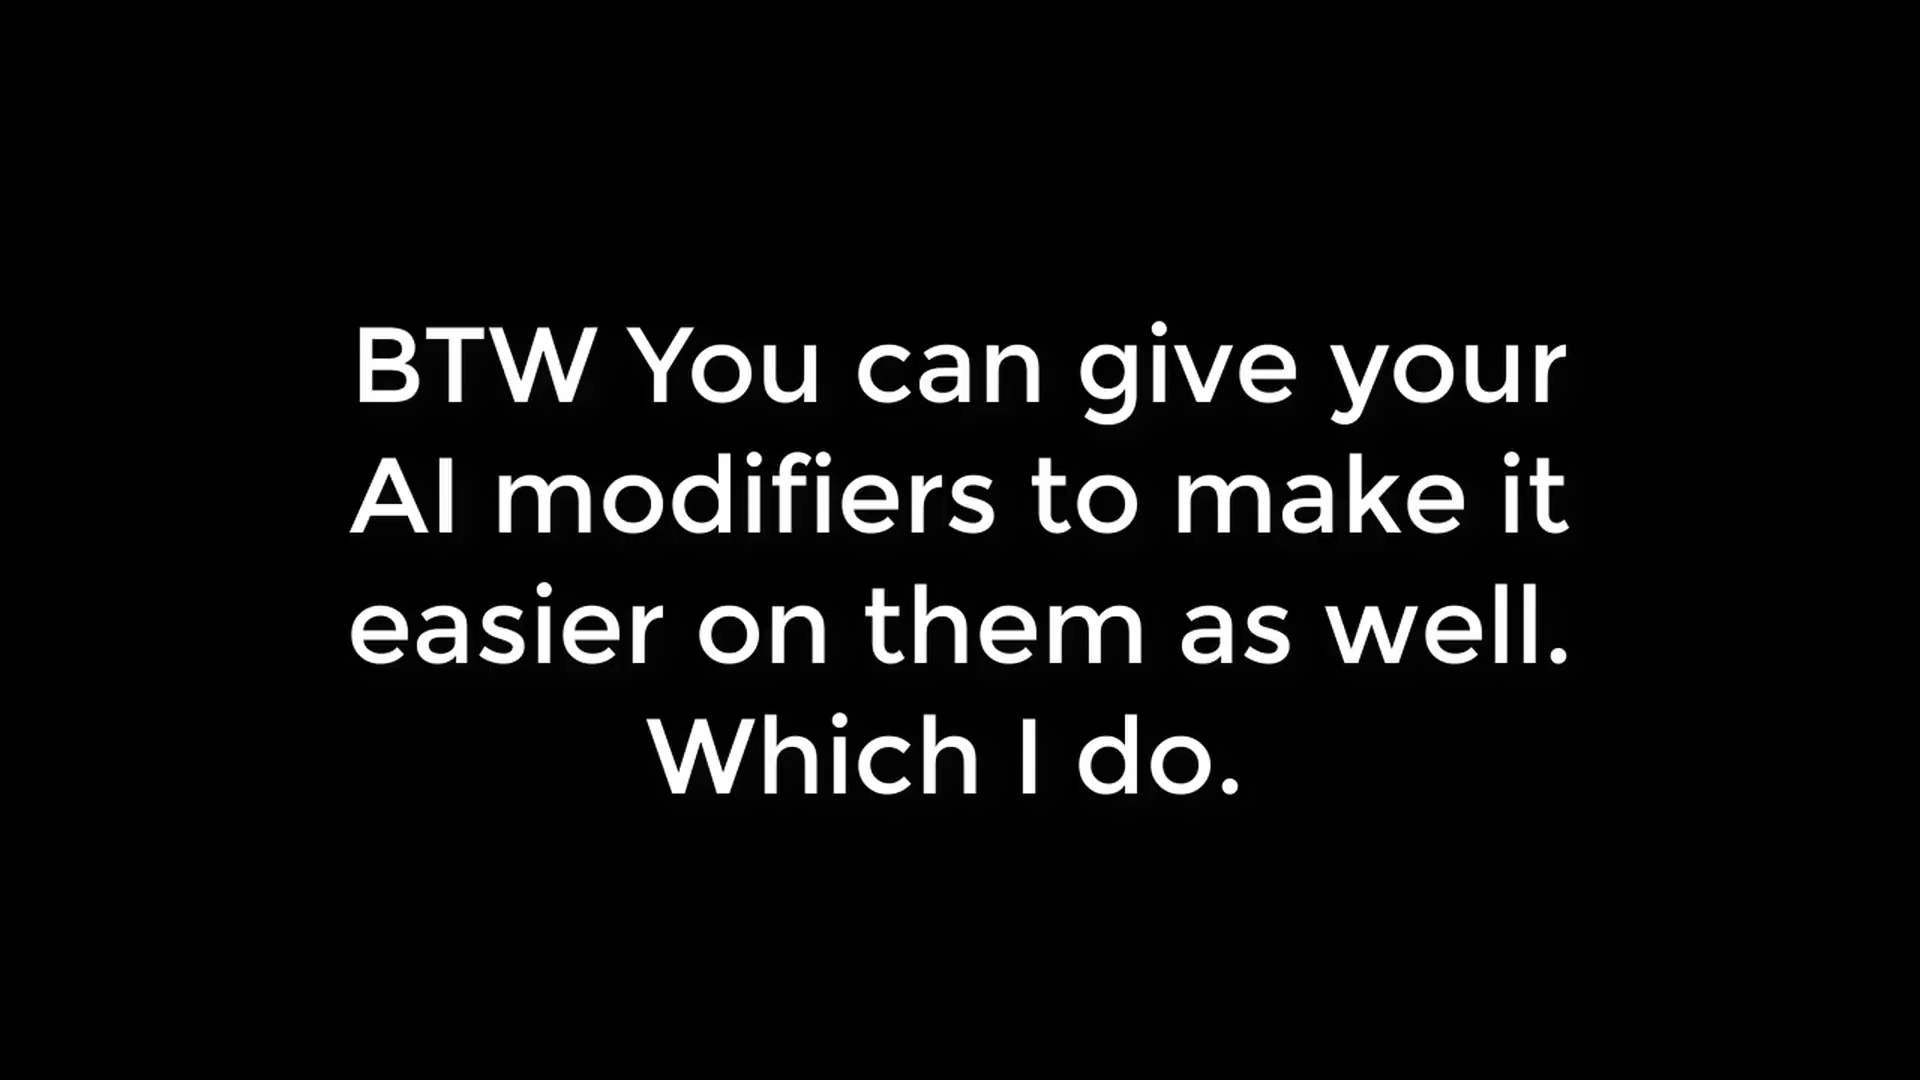 BTW You can give your
AI modifiers to make it
easier on them as well.
Which I do.